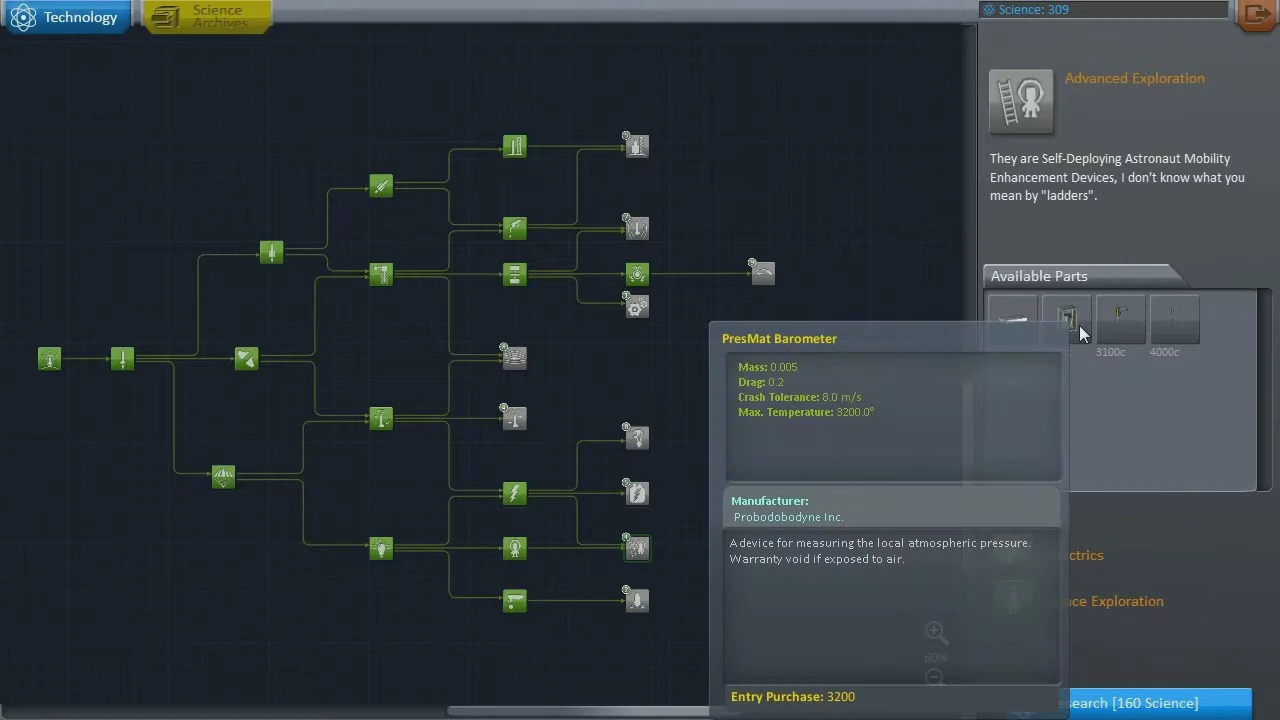 Technology
Science
Archives
Science: 309
Advanced Exploration
They are Self-Deploying Astronaut Mobility
Enhancement Devices, I don't know what you
mean by "ladders".
Available Parts
3100c
4000c
PresMat Barometer
Mass: 0.005
Drag: 0.2
Crash Tolerance: 8.0 m/s
Max. Temperature: 3200.0°
Manufacturer:
Probodobodyne Inc.
A device for measuring the local atmospheric pressure.
Warranty void if exposed to air.
ctrics
ce Exploration
60%
Entry Purchase: 3200
search [160 Science]